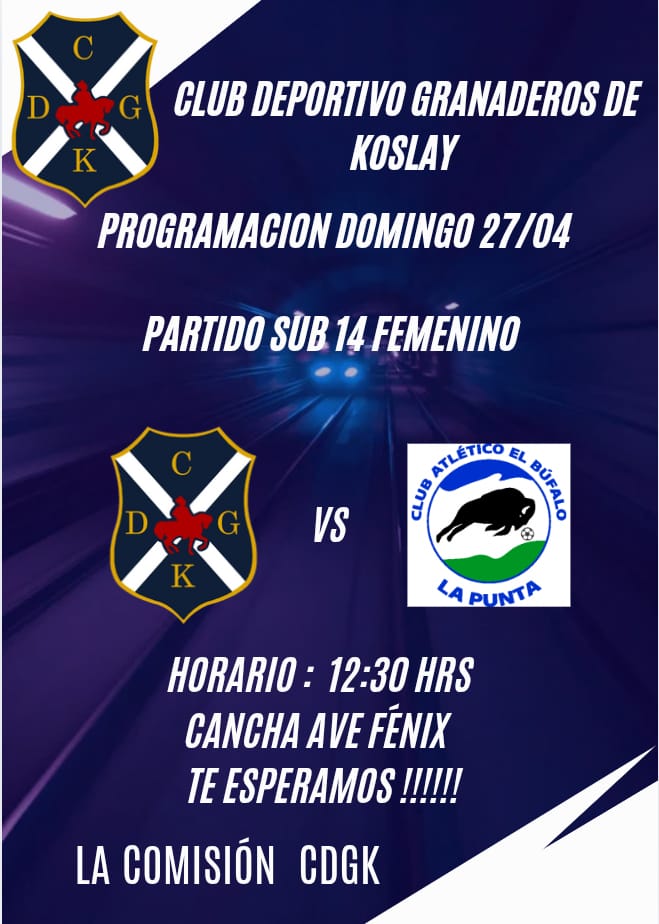 C
D G
K
CLUB DEPORTIVO GRANADEROS DE
KOSLAY
PROGRAMACION DOMINGO 27/04
PARTIDO SUB 14 FEMENINO
C
D G
K
VS
CLUB ATLÉTICO EL BÚFALO
LA PUNTA
HORARIO : 12:30 HRS
CANCHA AVE FÉNIX
TE ESPERAMOS !!!!!!
LA COMISIÓN CDGK